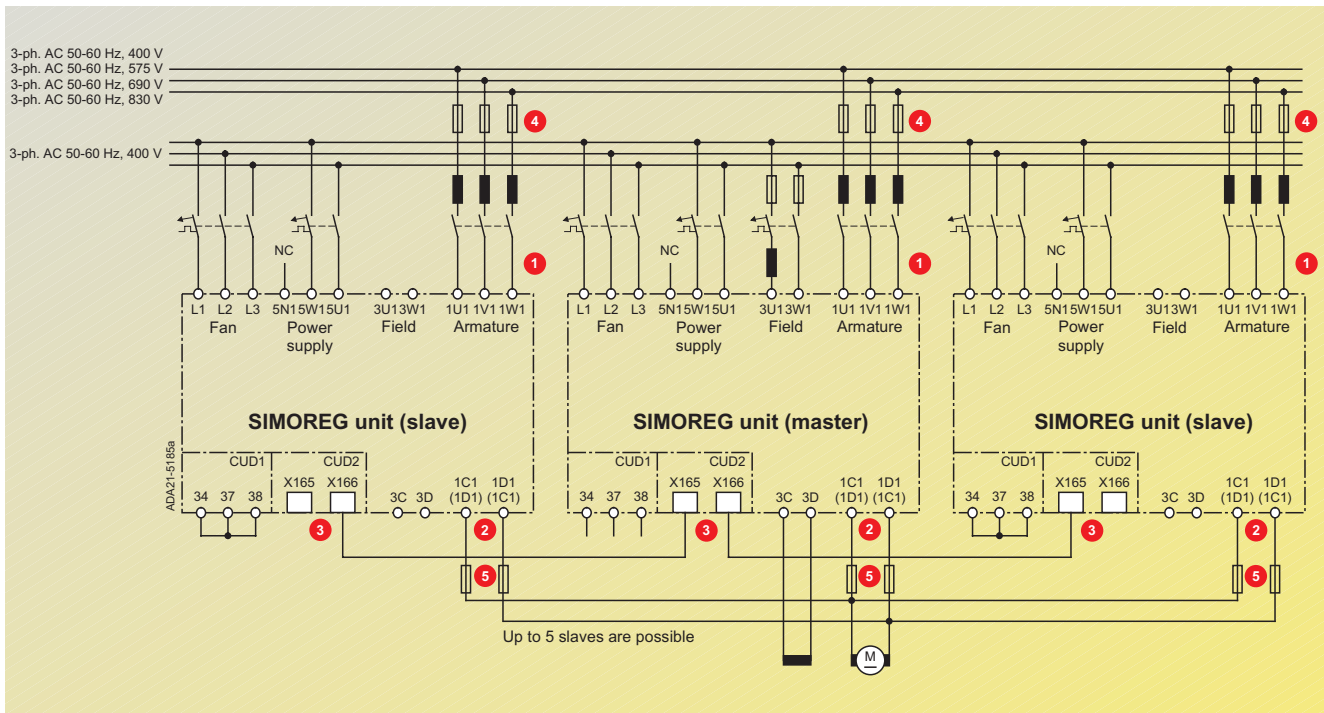 3-ph. AC 50-60 Hz, 400 V
3-ph. AC 50-60 Hz, 575 V
3-ph. AC 50-60 Hz, 690 V
3-ph. AC 50-60 Hz, 830 V
4 4 4
3-ph. AC 50-60 Hz, 400 V
NC NC NC
1 1 1
L1 L2 L3 5N1 5W1 5U1 3U1 3W1 1U1 1V1 1W1
Fan Power supply Field Armature
L1 L2 L3 5N1 5W1 5U1 3U1 3W1 1U1 1V1 1W1
Fan Power supply Field Armature
L1 L2 L3 5N1 5W1 5U1 3U1 3W1 1U1 1V1 1W1
Fan Power supply Field Armature
SIMOREG unit (slave) SIMOREG unit (master) SIMOREG unit (slave)
ADA21-5185a
CUD1 CUD2 CUD1 CUD2 CUD1 CUD2
34 37 38 X165 X166 3C 3D 1C1 (1D1) 1D1 (1C1)
34 37 38 X165 X166 3C 3D 1C1 (1D1) 1D1 (1C1)
34 37 38 X165 X166 3C 3D 1C1 (1D1) 1D1 (1C1)
3 2 3 2 3 2
5 5 5
Up to 5 slaves are possible
M